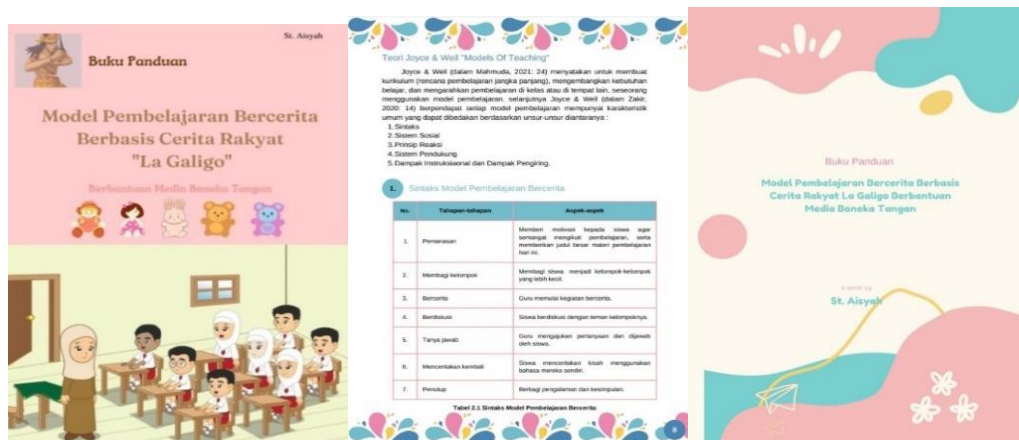 St. Aisyah
Buku Panduan
Model Pembelajaran Bercerita
Berbasis Cerita Rakyat
"La Galigo"
Berbantuan Media Boneka Tangan
Teori Joyce & Weil "Models Of Teaching"
Joyce & Weil (dalam Mahmuda, 2021: 24) menyatakan untuk membuat
kurikulum (rencana pembelajaran jangka panjang), mengembangkan kebutuhan
belajar, dan mengarahkan pembelajaran di kelas atau di tempat lain, seseorang
menggunakan model pembelajaran. selanjutnya Joyce & Weil (dalam Zakir,
2020: 14) berpendapat setiap model pembelajaran mempunyai karakteristik
umum yang dapat dibedakan berdasarkan unsur-unsur diantaranya :
1. Sintaks
2. Sistem Sosial
3. Prinsip Reaksi
4. Sistem Pendukung
5. Dampak Instruksional dan Dampak Pengiring.
1. Sintaks Model Pembelajaran Bercerita
No. Tahapan-tahapan Aspek-aspek
1. Pemanasan Memberi motivasi kepada siswa agar
semangat mengikuti pembelajaran, serta
memberikan judul besar materi pembelajaran
hari ini.
2. Membagi kelompok Membagi siswa menjadi kelompok-kelompok
yang lebih kecil.
3. Bercerita Guru memulai kegiatan bercerita.
4. Berdiskusi Siswa berdiskusi dengan teman kelompoknya.
5. Tanya jawab Guru mengajukan pertanyaan dan dijawab
oleh siswa.
6. Menceritakan kembali Siswa menceritakan kisah menggunakan
bahasa mereka sendiri.
7. Penutup Berbagi pengalaman dan kesimpulan.
Tabel 2.1 Sintaks Model Pembelajaran Bercerita
8
Buku Panduan
Model Pembelajaran Bercerita Berbasis
Cerita Rakyat La Galigo Berbantuan
Media Boneka Tangan
St. Aisyah